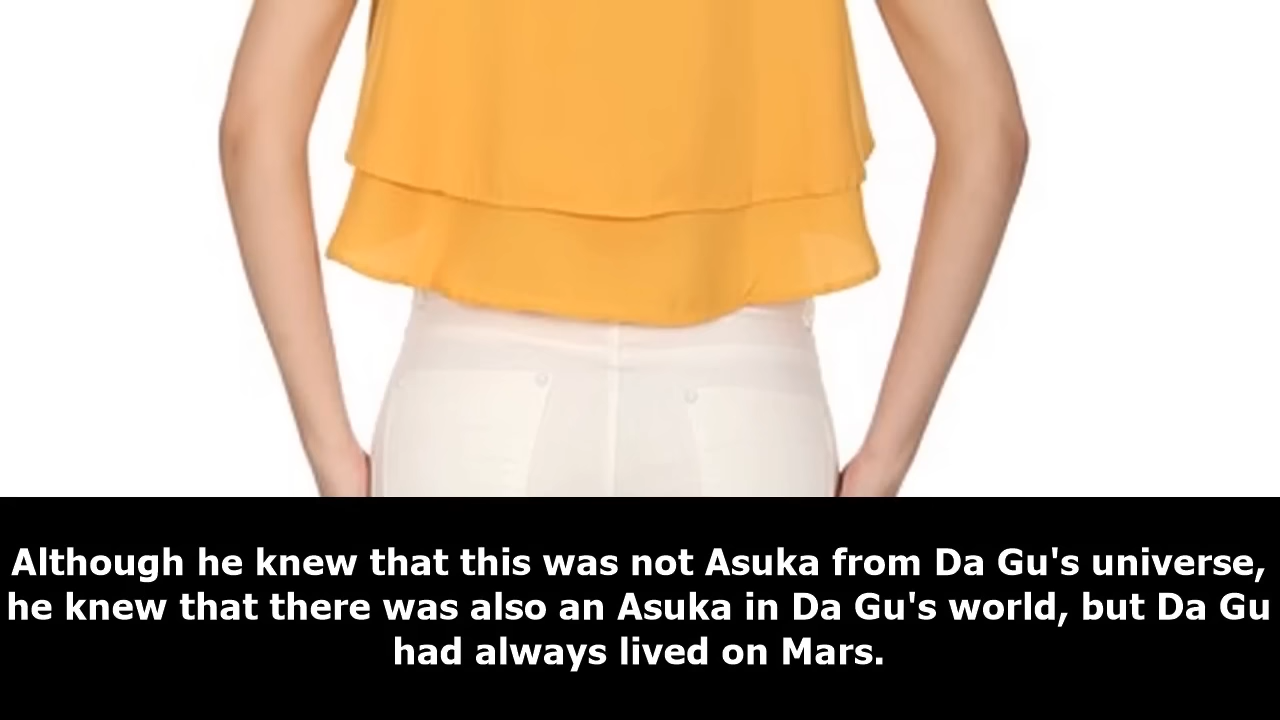 Although he knew that this was not Asuka from Da Gu's universe,
he knew that there was also an Asuka in Da Gu's world, but Da Gu
had always lived on Mars.